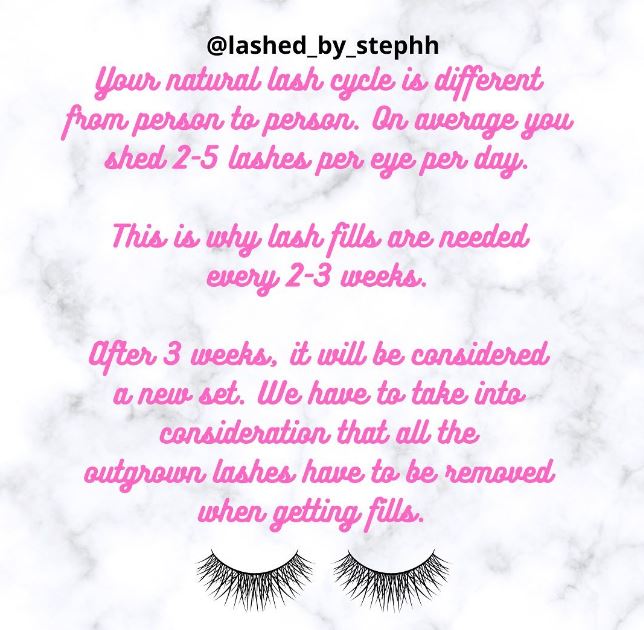 @lashed_by_stephh
Your natural lash cycle is different
from person to person. On average you
shed 2-5 lashes per eye per day.
This is why lash fills are needed
every 2-3 weeks.
After 3 weeks, it will be considered
a new set. We have to take into
consideration that all the
outgrown lashes have to be removed
when getting fills.